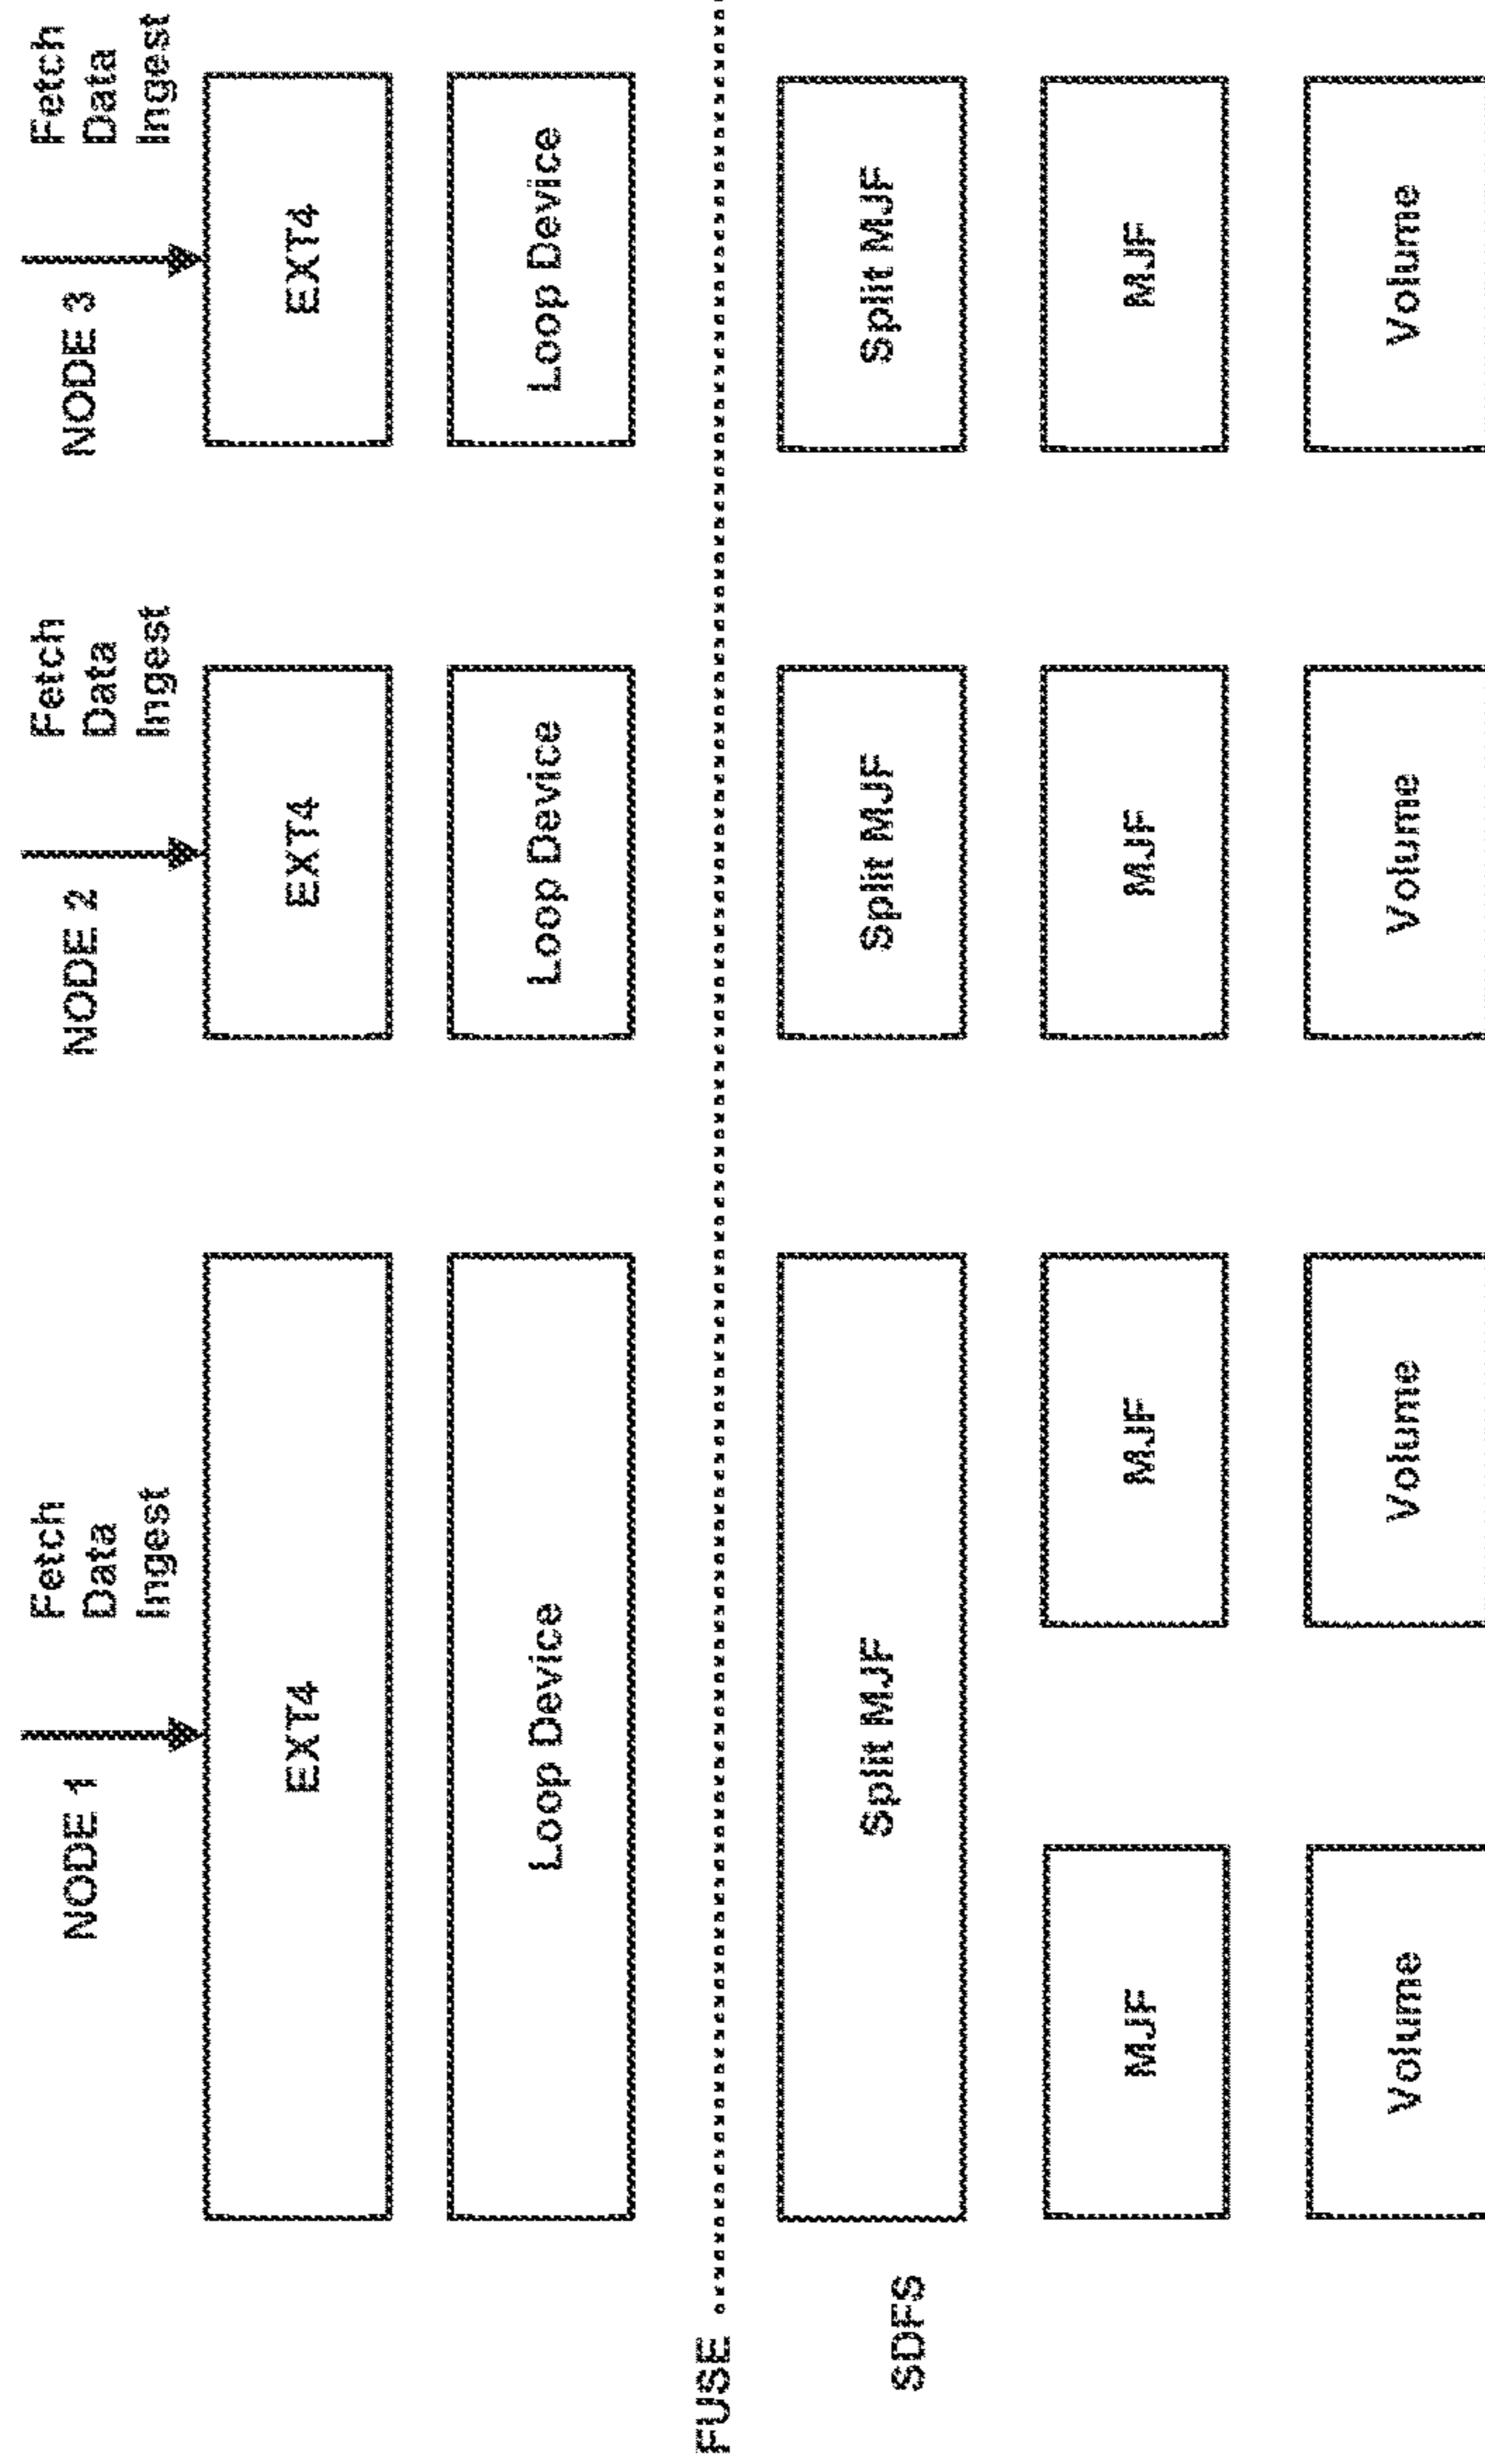 NODE 1
Fetch
Data
Ingest
NODE 2
Fetch
Data
Ingest
NODE 3
Fetch
Data
Ingest
EXT4
EXT4
EXT4
Loop Device
Loop Device
Loop Device
FUSE
SDFS
Split MJF
Split MJF
Split MJF
MJF
MJF
MJF
MJF
Volume
Volume
Volume
Volume